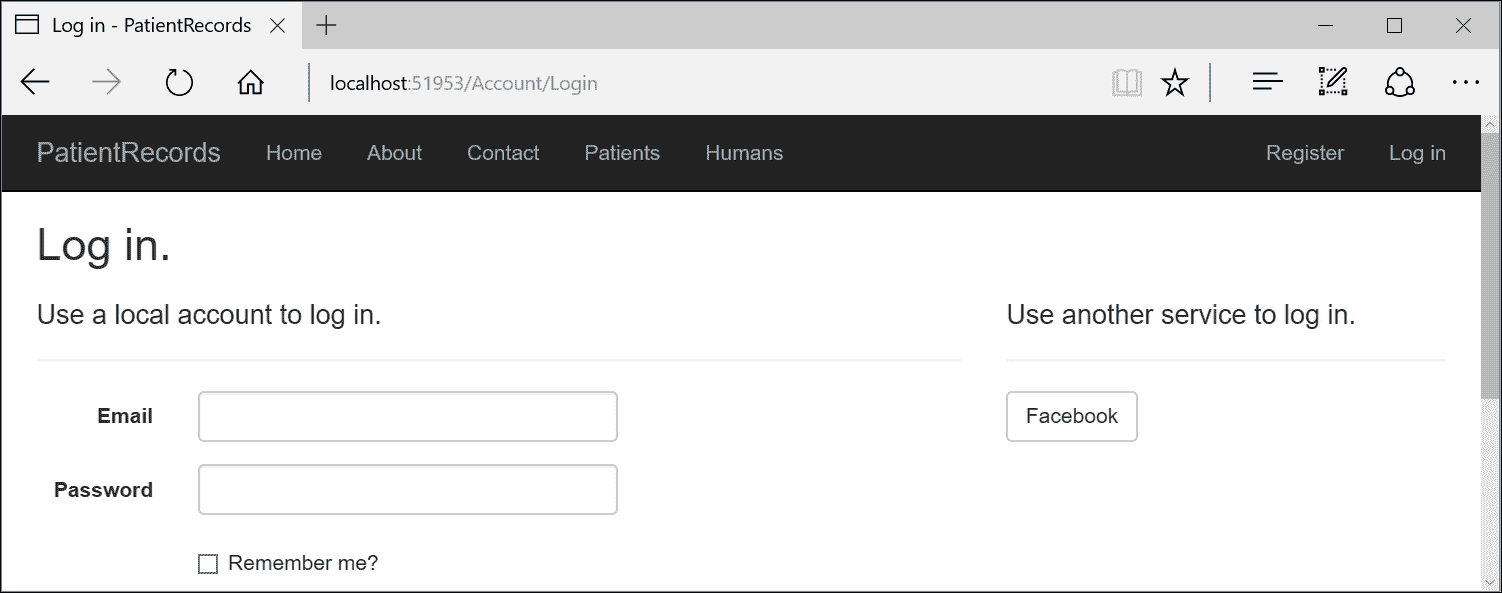 Log in - PatientRecords
localhost:51953/Account/Login
PatientRecords Home About Contact Patients Humans Register Log in
Log in.
Use a local account to log in.
Use another service to log in.
Email
Facebook
Password
Remember me?